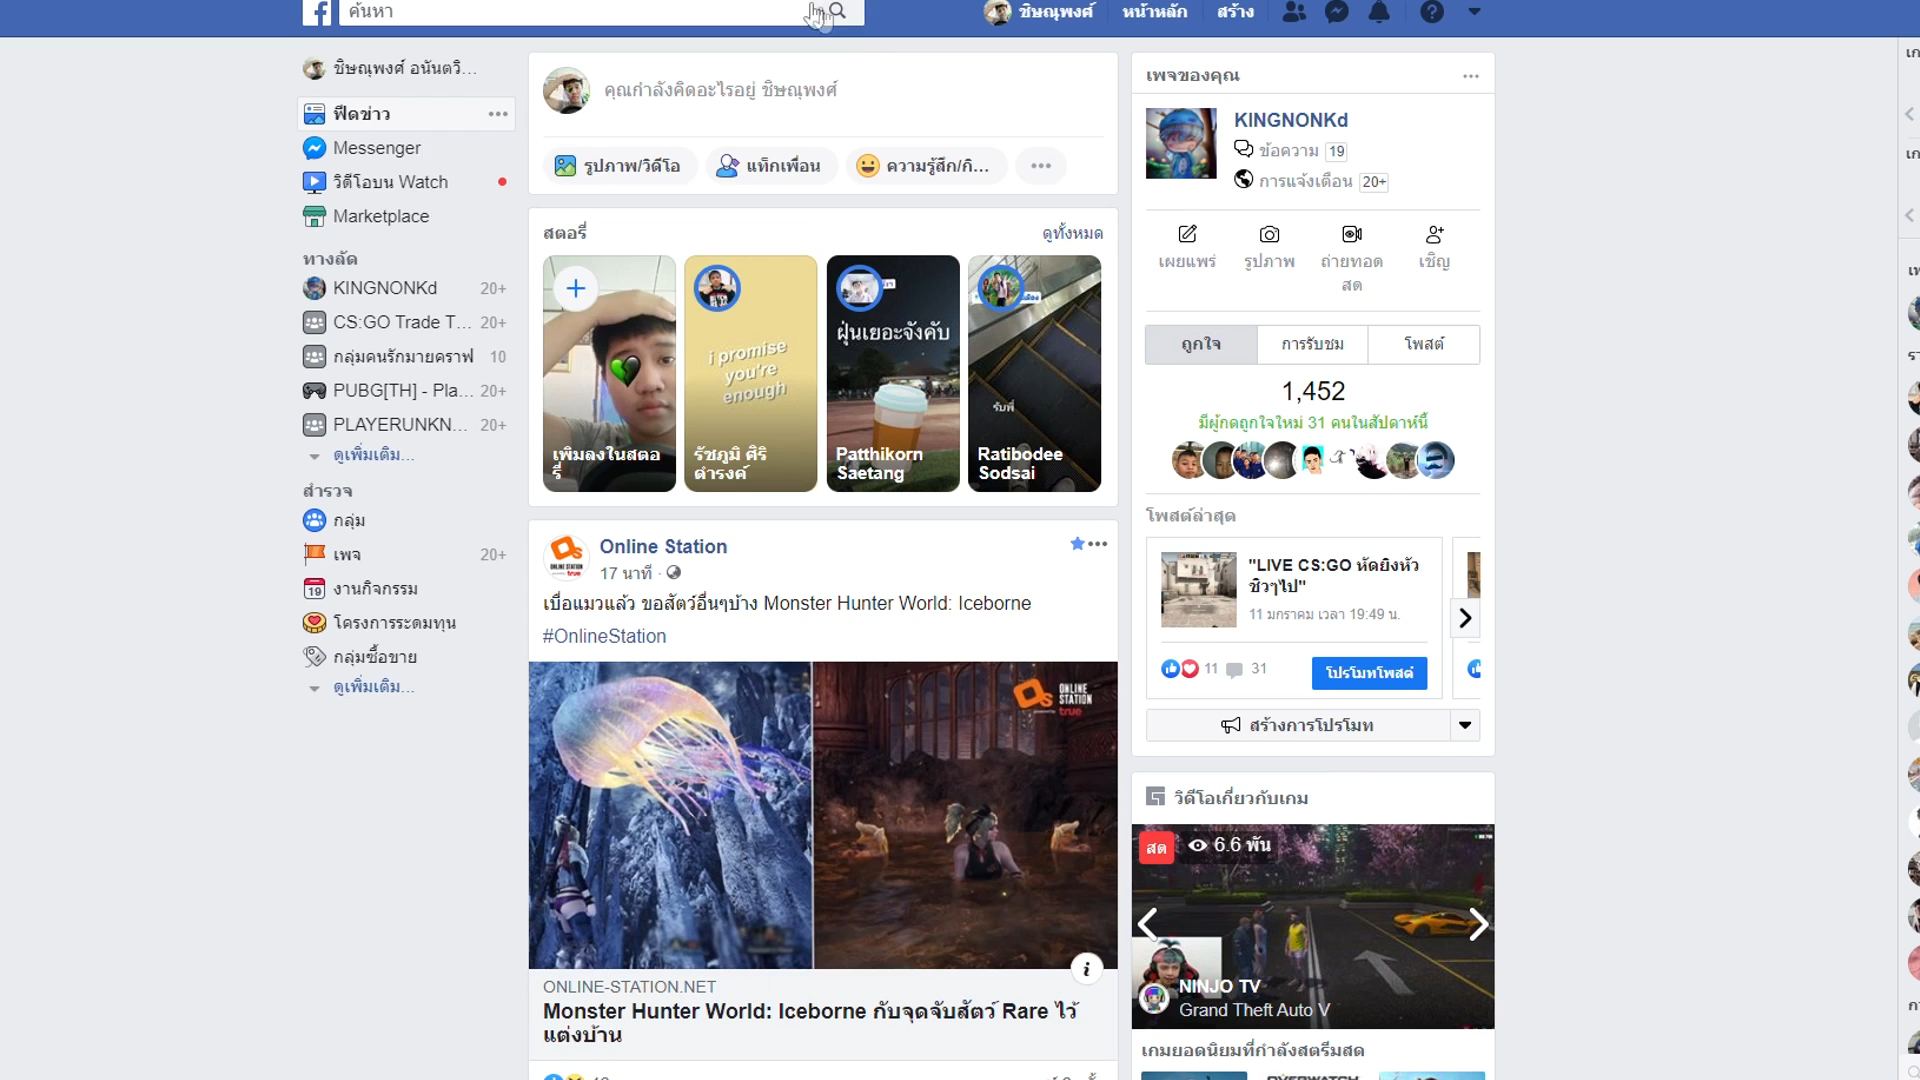 ค้นหา
ชิษณุพงศ์
หน้าหลัก
สร้าง
ชิษณุพงศ์ อนันตวิ...
ฟีดข่าว
Messenger
วิดีโอบน Watch
Marketplace
ทางลัด
KINGNONKd 20+
CS:GO Trade T... 20+
กลุ่มคนรักมายคราฟ 10
PUBG[TH] - Pla... 20+
PLAYERUNKN... 20+
ดูเพิ่มเติม...
สำรวจ
กลุ่ม
เพจ 20+
19 งานกิจกรรม
โครงการระดมทุน
กลุ่มซื้อขาย
ดูเพิ่มเติม...
คุณกำลังคิดอะไรอยู่ ชิษณุพงศ์
รูปภาพ/วิดีโอ
แท็กเพื่อน
ความรู้สึก/กิ...
สตอรี่
ดูทั้งหมด
เพิ่มลงในสตอ
รี่
i promise
you're
enough
รัชภูมิ ศิริ
ดำรงค์
ฝุ่นเยอะจังคับ
Patthikorn
Saetang
รับพี่
Ratibodee
Sodsai
Online Station
17 นาที
เบื่อแมวแล้ว ขอสัตว์อื่นๆบ้าง Monster Hunter World: Iceborne
#OnlineStation
ONLINE
STATION
true
ONLINE-STATION.NET
Monster Hunter World: Iceborne กับจุดจับสัตว์ Rare ไว้
แต่งบ้าน
เพจของคุณ
KINGNONKd
ข้อความ 19
การแจ้งเตือน 20+
เผยแพร่
รูปภาพ
ถ่ายทอด
สด
เชิญ
ถูกใจ
การรับชม
โพสต์
1,452
มีผู้กดถูกใจใหม่ 31 คนในสัปดาห์นี้
โพสต์ล่าสุด
"LIVE CS:GO หัดยิงหัว
ชิวๆไป"
11 มกราคม เวลา 19:49 น.
11 31
โปรโมทโพสต์
สร้างการโปรโมท
วิดีโอเกี่ยวกับเกม
สด 6.6 พัน
NINJO TV
Grand Theft Auto V
เกมยอดนิยมที่กำลังสตรีมสด